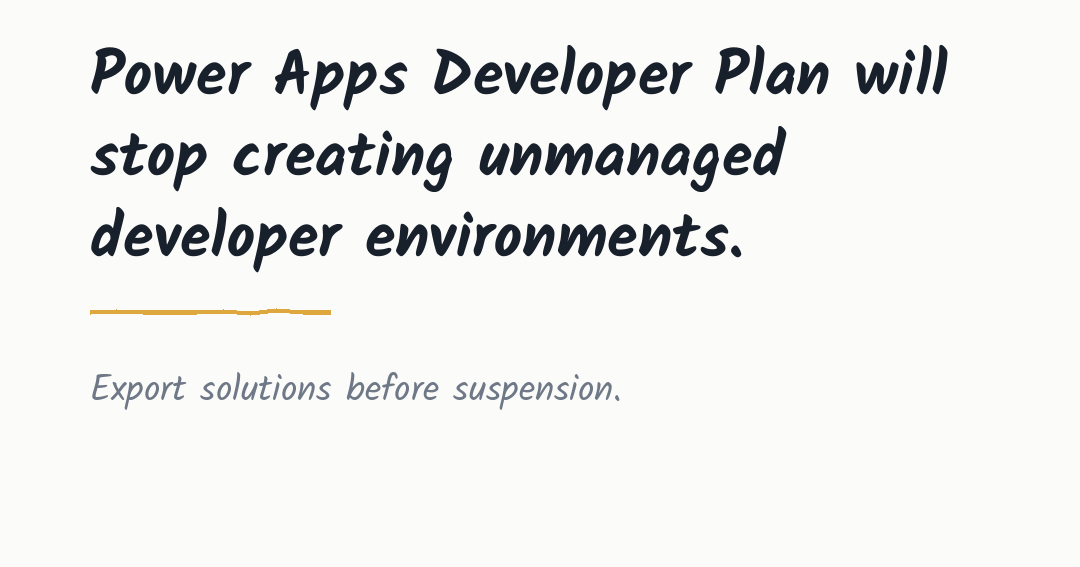 Power Apps Developer Plan will
stop creating unmanaged
developer environments.
Export solutions before suspension.